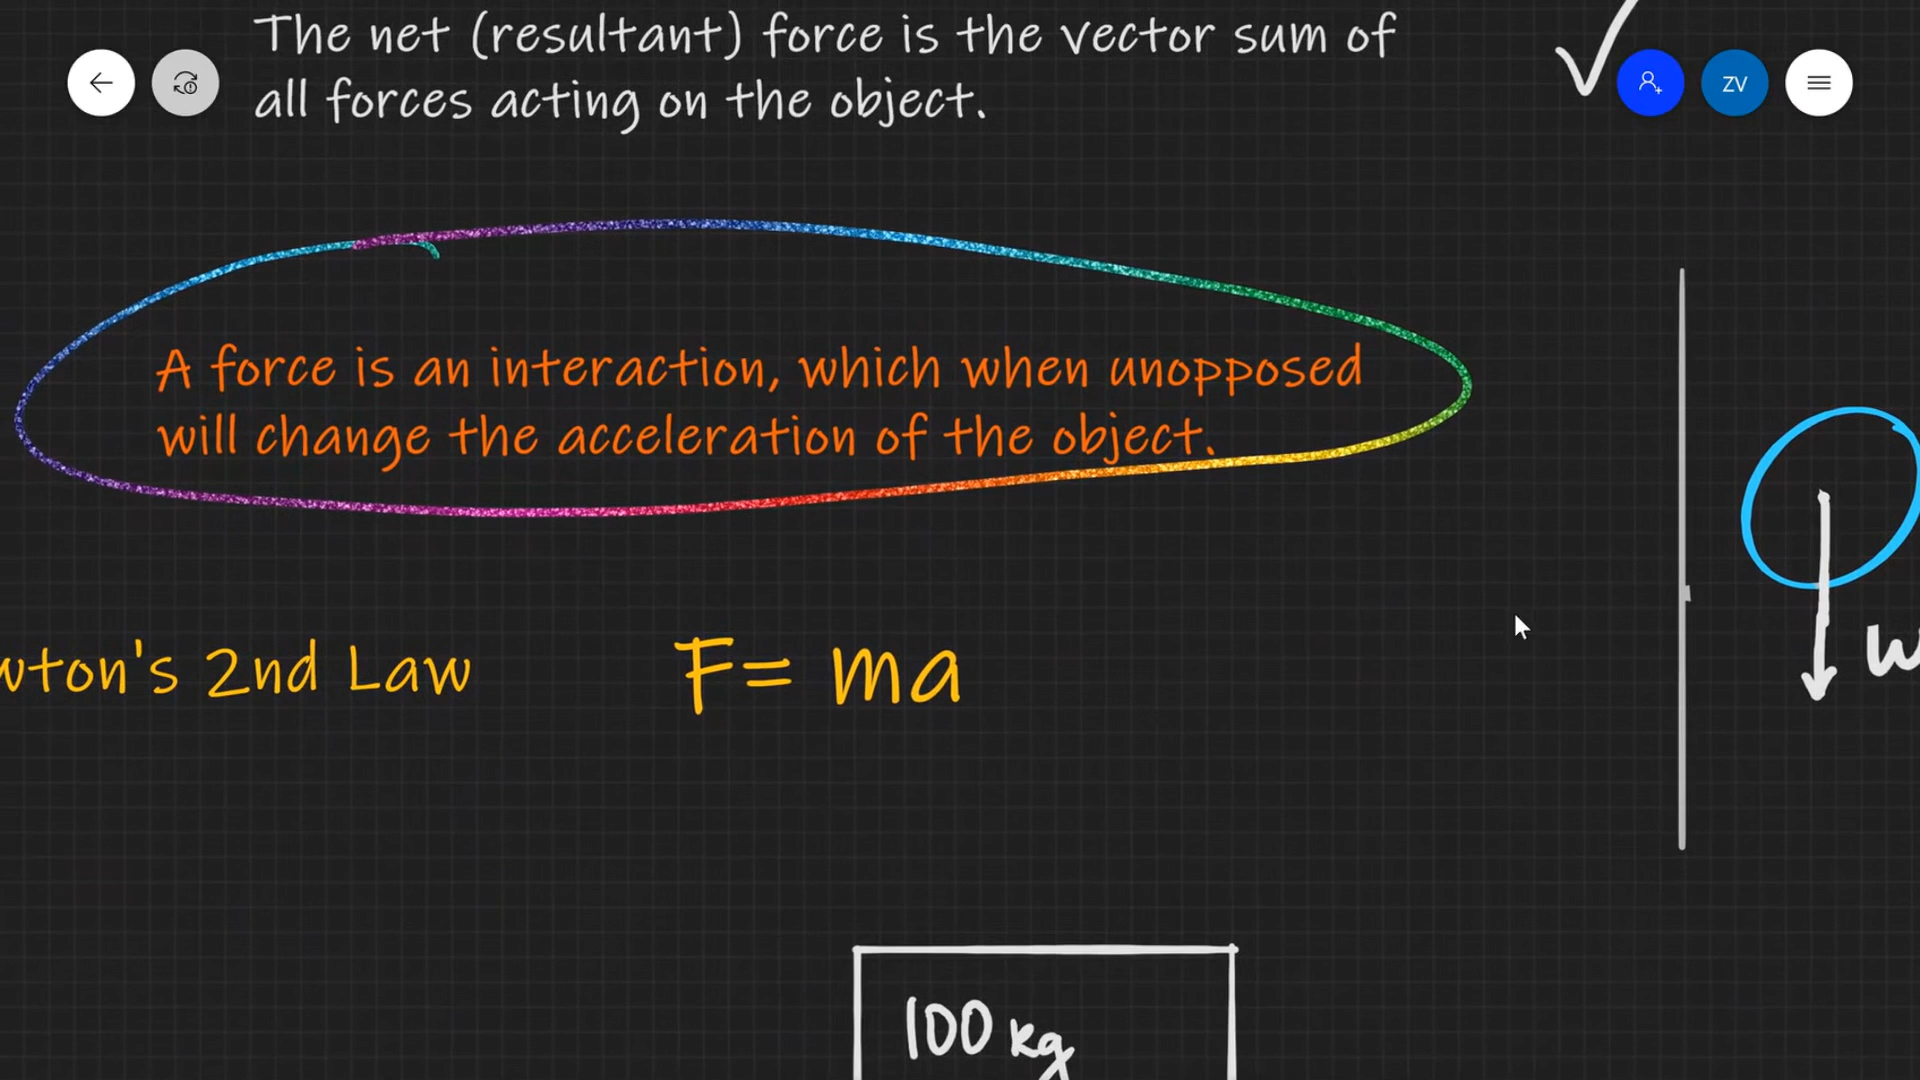 The net (resultant) force is the vector sum of
all forces acting on the object.
ZV
A force is an interaction, which when unopposed
will change the acceleration of the object.
wton's 2nd Law
F= ma
W
100 kg